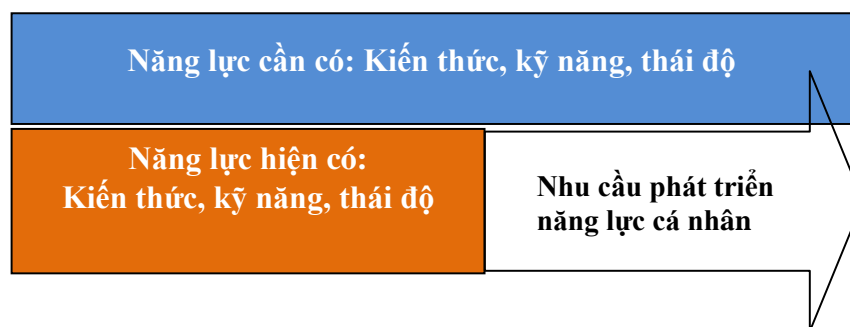 Năng lực cần có: Kiến thức, kỹ năng, thái độ
Năng lực hiện có:
Kiến thức, kỹ năng, thái độ
Nhu cầu phát triển
năng lực cá nhân